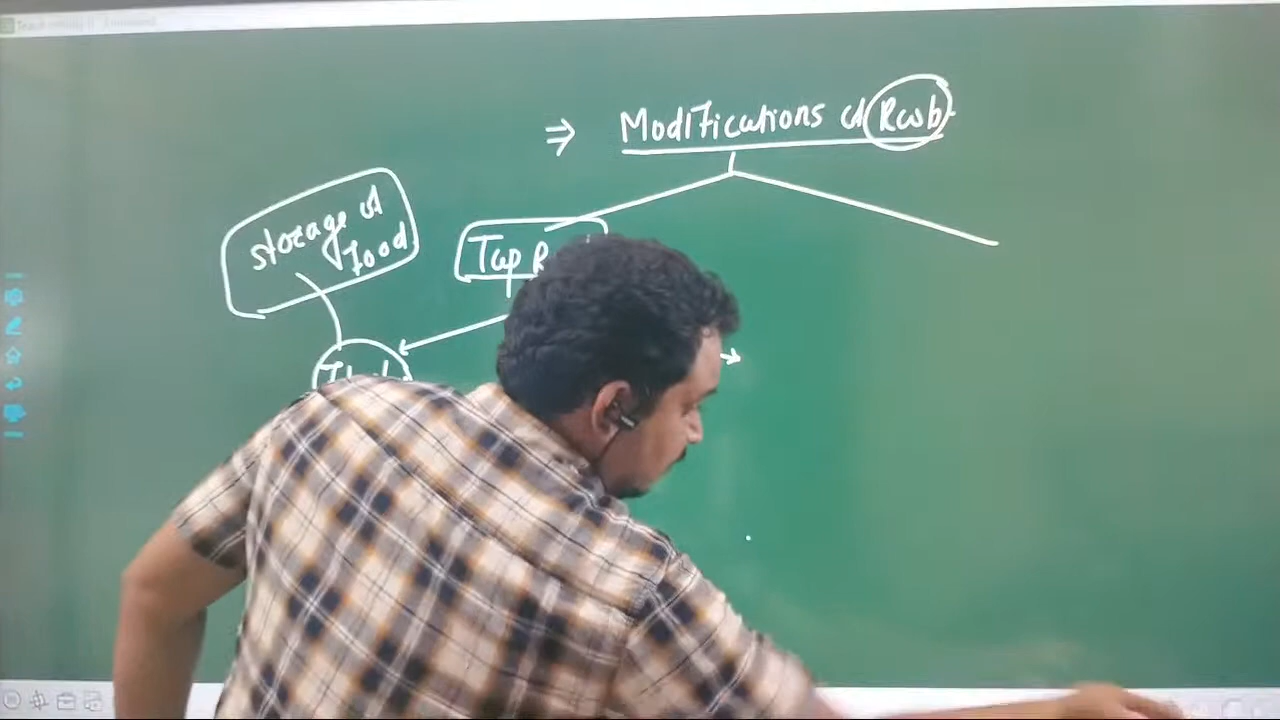 ⇒ Modifications of Root
storage of
food
Tap R